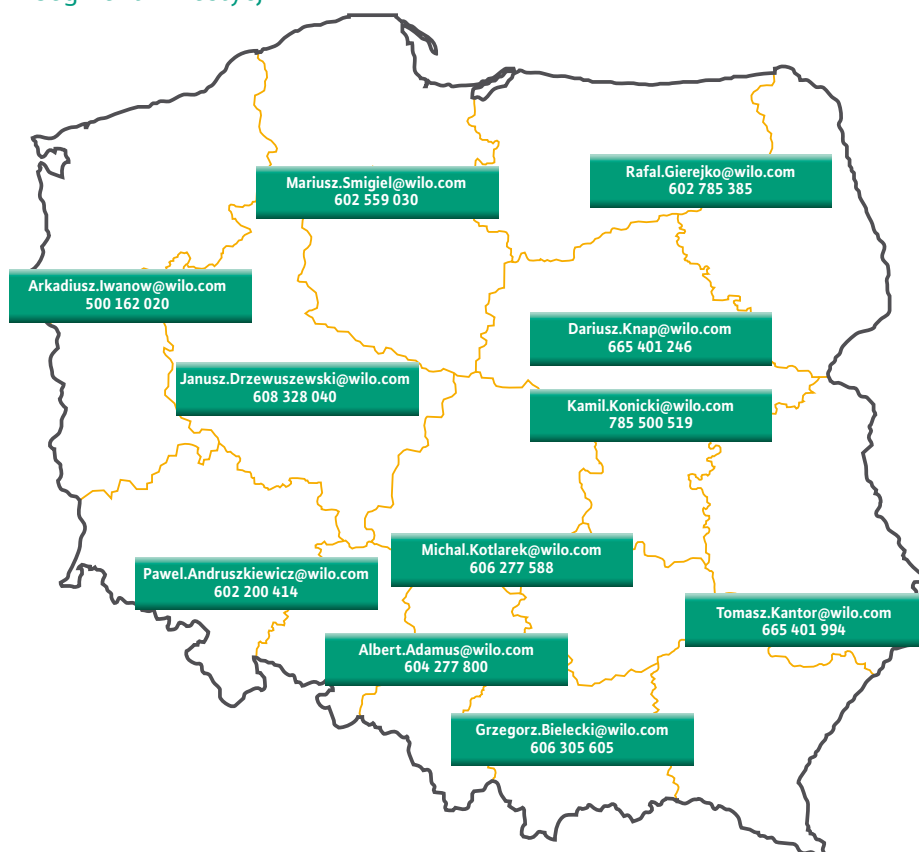 Mariusz.Smigiel@wilo.com
602 559 030
Rafal.Gierejko@wilo.com
602 785 385
Arkadiusz.Iwanow@wilo.com
500 162 020
Dariusz.Knap@wilo.com
665 401 246
Janusz.Drzewuszewski@wilo.com
608 328 040
Kamil.Konicki@wilo.com
785 500 519
Michal.Kotlarek@wilo.com
606 277 588
Pawel.Andruszkiewicz@wilo.com
602 200 414
Tomasz.Kantor@wilo.com
665 401 994
Albert.Adamus@wilo.com
604 277 800
Grzegorz.Bielecki@wilo.com
606 305 605